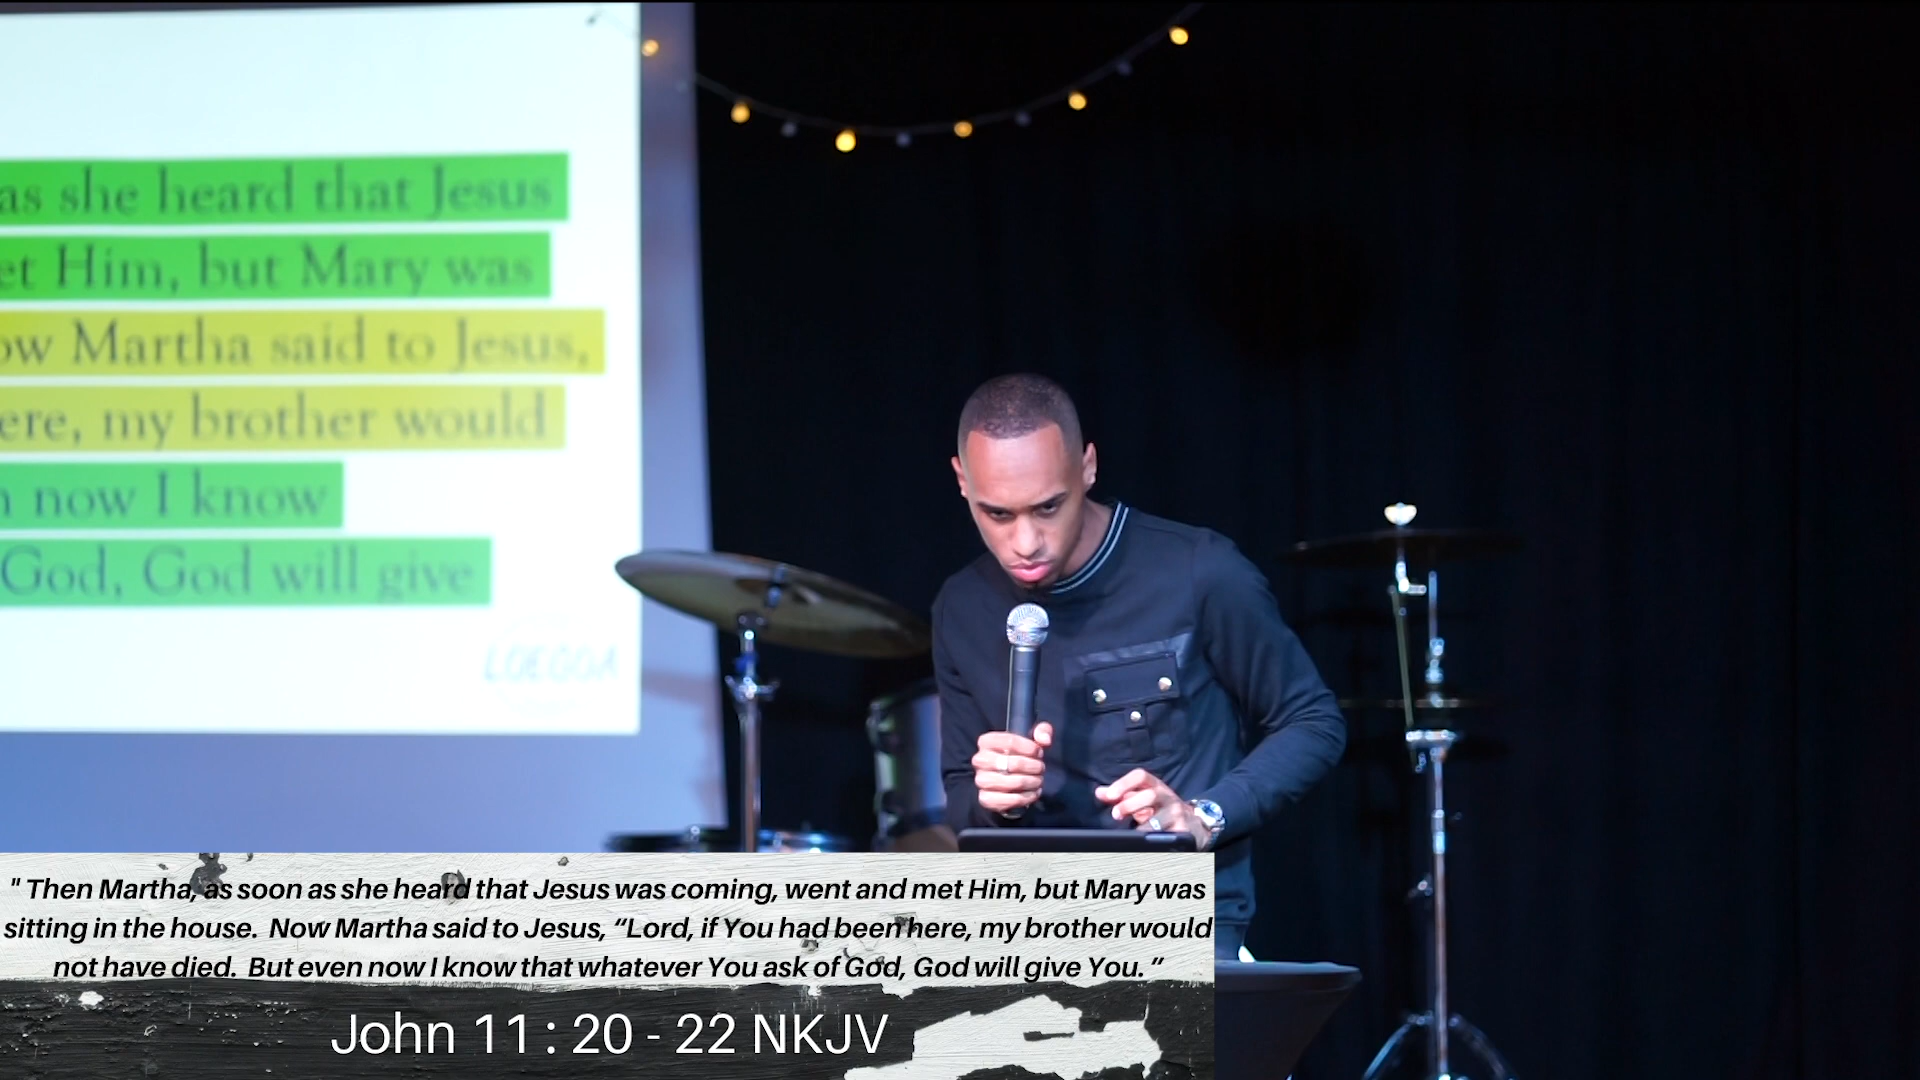 as she heard that Jesus
et Him, but Mary was
ow Martha said to Jesus,
ere, my brother would
n now I know
God, God will give
LOEGOA
" Then Martha, as soon as she heard that Jesus was coming, went and met Him, but Mary was
sitting in the house. Now Martha said to Jesus, “Lord, if You had been here, my brother would
not have died. But even now I know that whatever You ask of God, God will give You. ”
John 11 : 20 - 22 NKJV